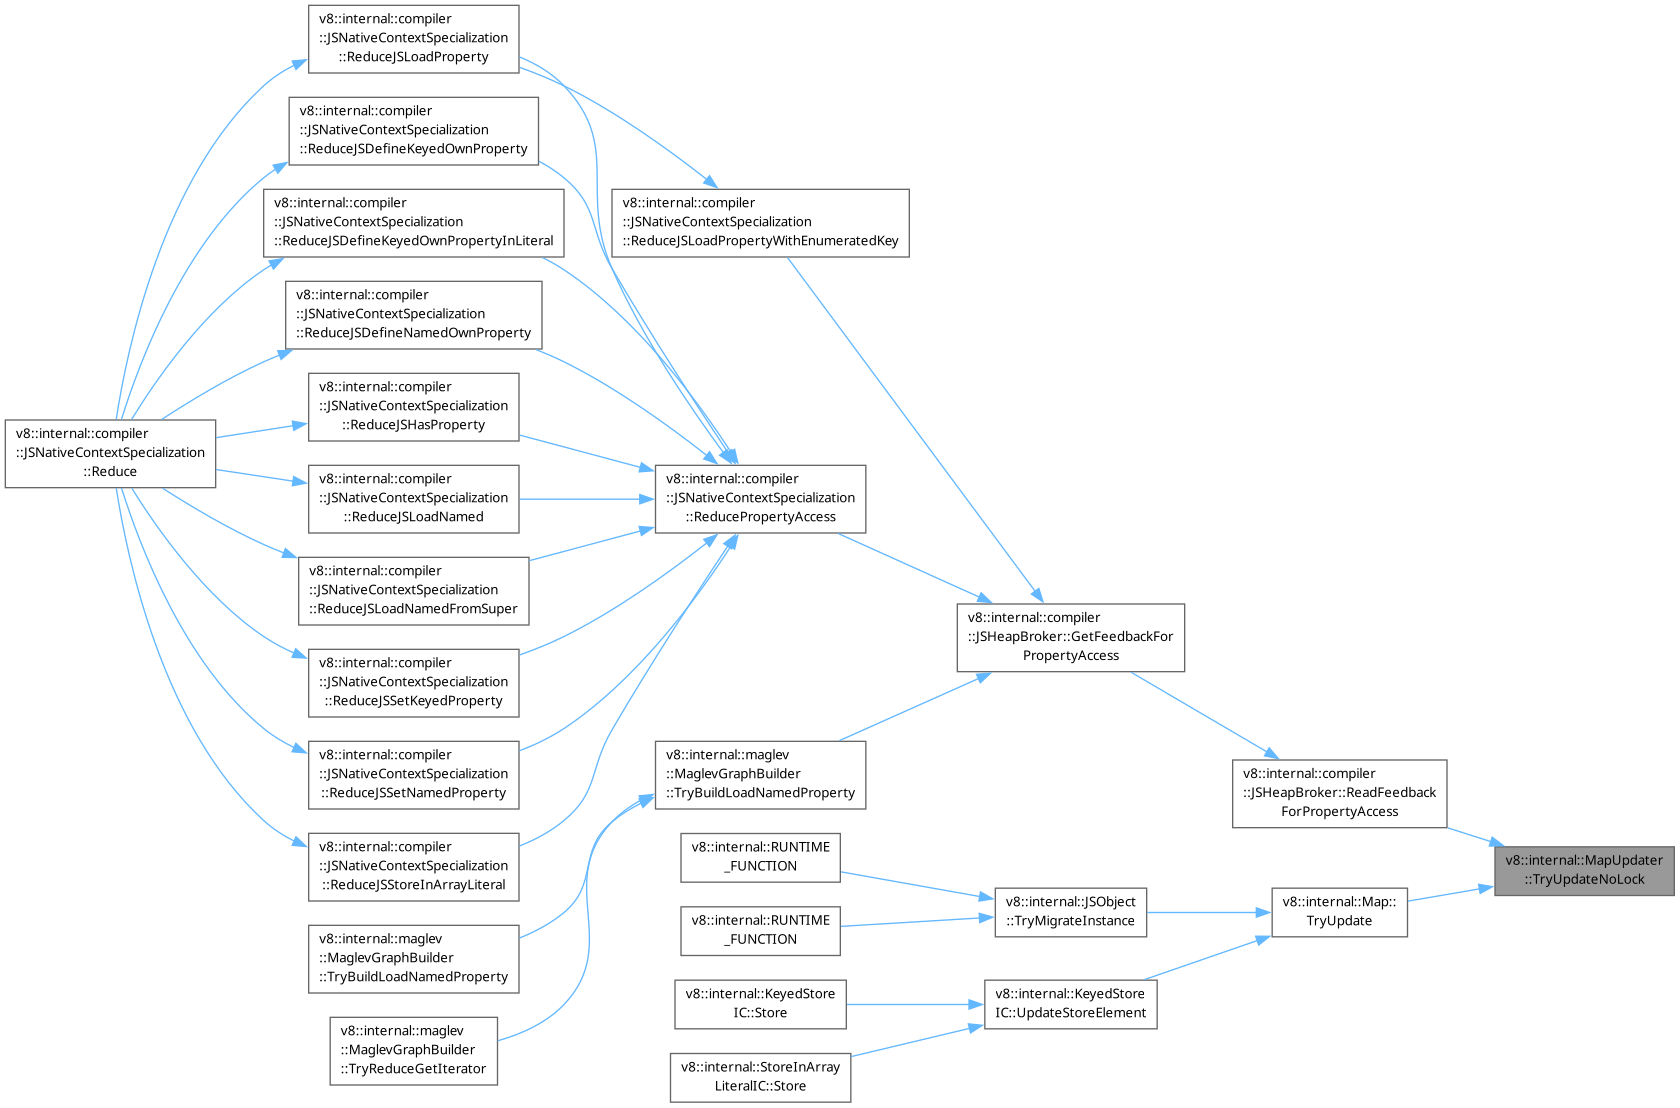 v8::internal::compiler
::JSNativeContextSpecialization
::ReduceJSLoadProperty
v8::internal::compiler
::JSNativeContextSpecialization
::ReduceJSDefineKeyedOwnProperty
v8::internal::compiler
::JSNativeContextSpecialization
::ReduceJSDefineKeyedOwnPropertyInLiteral
v8::internal::compiler
::JSNativeContextSpecialization
::ReduceJSLoadPropertyWithEnumeratedKey
v8::internal::compiler
::JSNativeContextSpecialization
::ReduceJSDefineNamedOwnProperty
v8::internal::compiler
::JSNativeContextSpecialization
::ReduceJSHasProperty
v8::internal::compiler
::JSNativeContextSpecialization
::Reduce
v8::internal::compiler
::JSNativeContextSpecialization
::ReduceJSLoadNamed
v8::internal::compiler
::JSNativeContextSpecialization
::ReducePropertyAccess
v8::internal::compiler
::JSNativeContextSpecialization
::ReduceJSLoadNamedFromSuper
v8::internal::compiler
::JSHeapBroker::GetFeedbackFor
PropertyAccess
v8::internal::compiler
::JSNativeContextSpecialization
::ReduceJSSetKeyedProperty
v8::internal::compiler
::JSNativeContextSpecialization
::ReduceJSSetNamedProperty
v8::internal::maglev
::MaglevGraphBuilder
::TryBuildLoadNamedProperty
v8::internal::compiler
::JSHeapBroker::ReadFeedback
ForPropertyAccess
v8::internal::compiler
::JSNativeContextSpecialization
::ReduceJSStoreInArrayLiteral
v8::internal::RUNTIME
_FUNCTION
v8::internal::MapUpdater
::TryUpdateNoLock
v8::internal::RUNTIME
_FUNCTION
v8::internal::JSObject
::TryMigrateInstance
v8::internal::Map::
TryUpdate
v8::internal::maglev
::MaglevGraphBuilder
::TryBuildLoadNamedProperty
v8::internal::KeyedStore
IC::Store
v8::internal::KeyedStore
IC::UpdateStoreElement
v8::internal::maglev
::MaglevGraphBuilder
::TryReduceGetIterator
v8::internal::StoreInArray
LiteralIC::Store